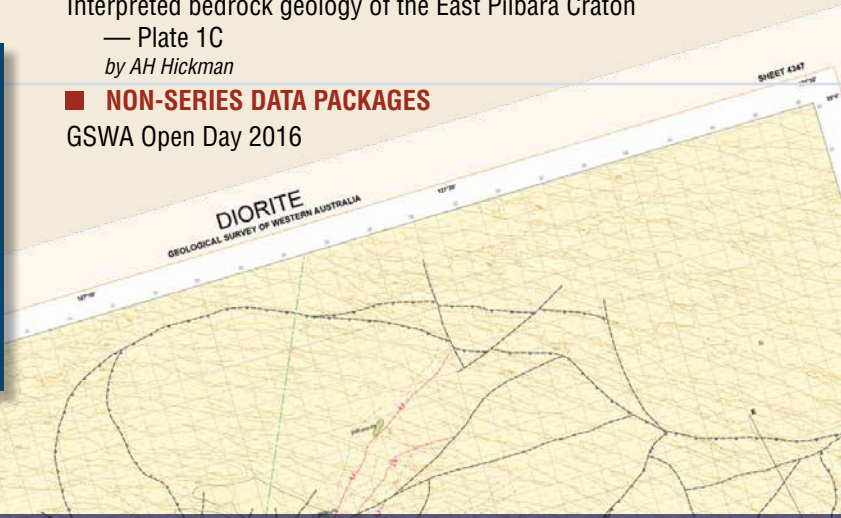 Interpreted bedrock geology of the East Pilbara Craton
— Plate 1C
by AH Hickman
NON-SERIES DATA PACKAGES
GSWA Open Day 2016
SHEET 4347
DIORITE
GEOLOGICAL SURVEY OF WESTERN AUSTRALIA